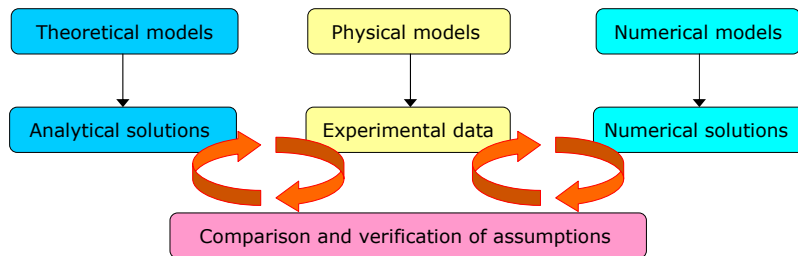 Theoretical models
Physical models
Numerical models
Analytical solutions
Experimental data
Numerical solutions
Comparison and verification of assumptions